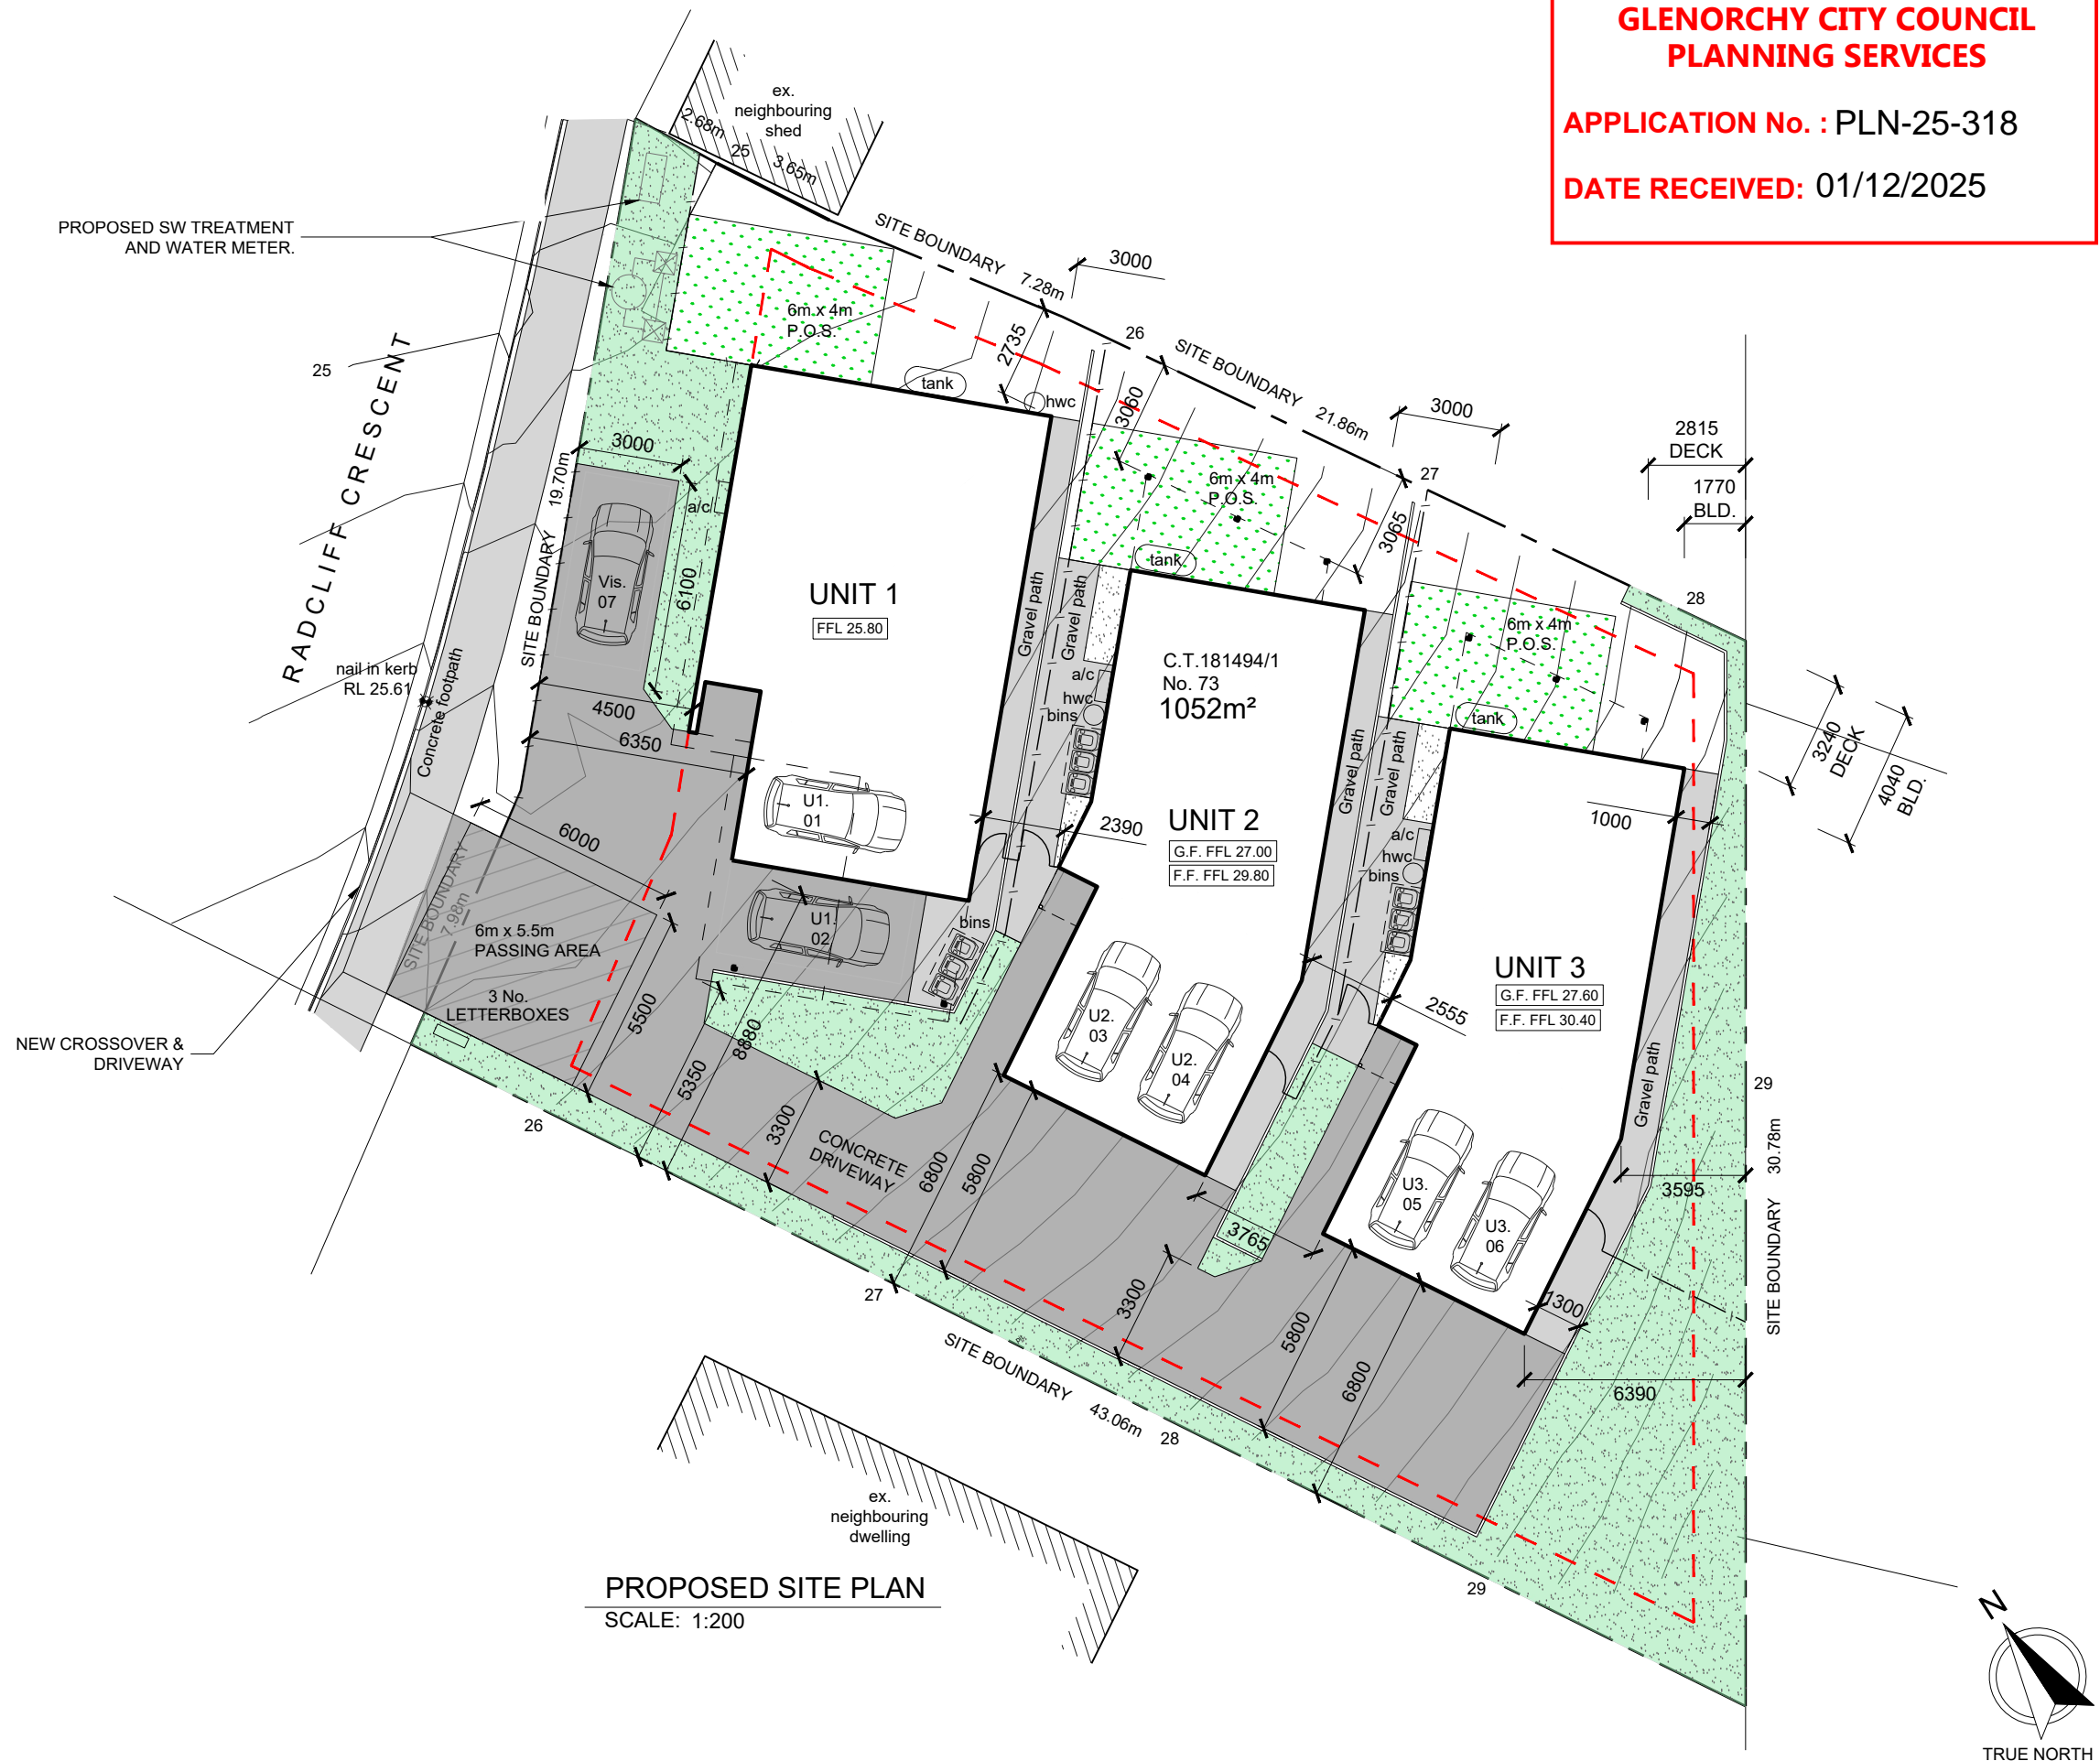 GLENORCHY CITY COUNCIL
PLANNING SERVICES
APPLICATION No. : PLN-25-318
DATE RECEIVED: 01/12/2025
ex.
neighbouring
shed
2.68m
25
3.65m
PROPOSED SW TREATMENT
AND WATER METER.
SITE BOUNDARY 7.28m
3000
26
SITE BOUNDARY 21.86m
3000
27
2815
DECK
1770
BLD.
28
6m x 4m
P.O.S.
2735
tank
hwc
3060
6m x 4m
P.O.S.
tank
3065
6m x 4m
P.O.S.
tank
25
RADCLIFF CRESCENT
3000
19.70m
SITE BOUNDARY
a/c
6100
Vis.
07
UNIT 1
FFL 25.80
Gravel path
Gravel path
nail in kerb
RL 25.61
Concrete footpath
4500
6350
C.T.181494/1
No. 73
1052m²
a/c
hwc
bins
U1.
01
2390
UNIT 2
G.F. FFL 27.00
F.F. FFL 29.80
Gravel path
Gravel path
a/c
hwc
bins
1000
3240
DECK
4040
BLD.
6000
SITE BOUNDARY
7.98m
6m x 5.5m
PASSING AREA
3 No.
LETTERBOXES
5500
U1.
02
bins
U2.
03
U2.
04
2555
UNIT 3
G.F. FFL 27.60
F.F. FFL 30.40
Gravel path
NEW CROSSOVER &
DRIVEWAY
26
5350
8880
3300
CONCRETE
DRIVEWAY
6800
5800
U3.
05
U3.
06
29
30.78m
SITE BOUNDARY
3595
3765
3300
5800
6800
1300
6390
27
SITE BOUNDARY 43.06m
28
29
ex.
neighbouring
dwelling
PROPOSED SITE PLAN
SCALE: 1:200
N
TRUE NORTH